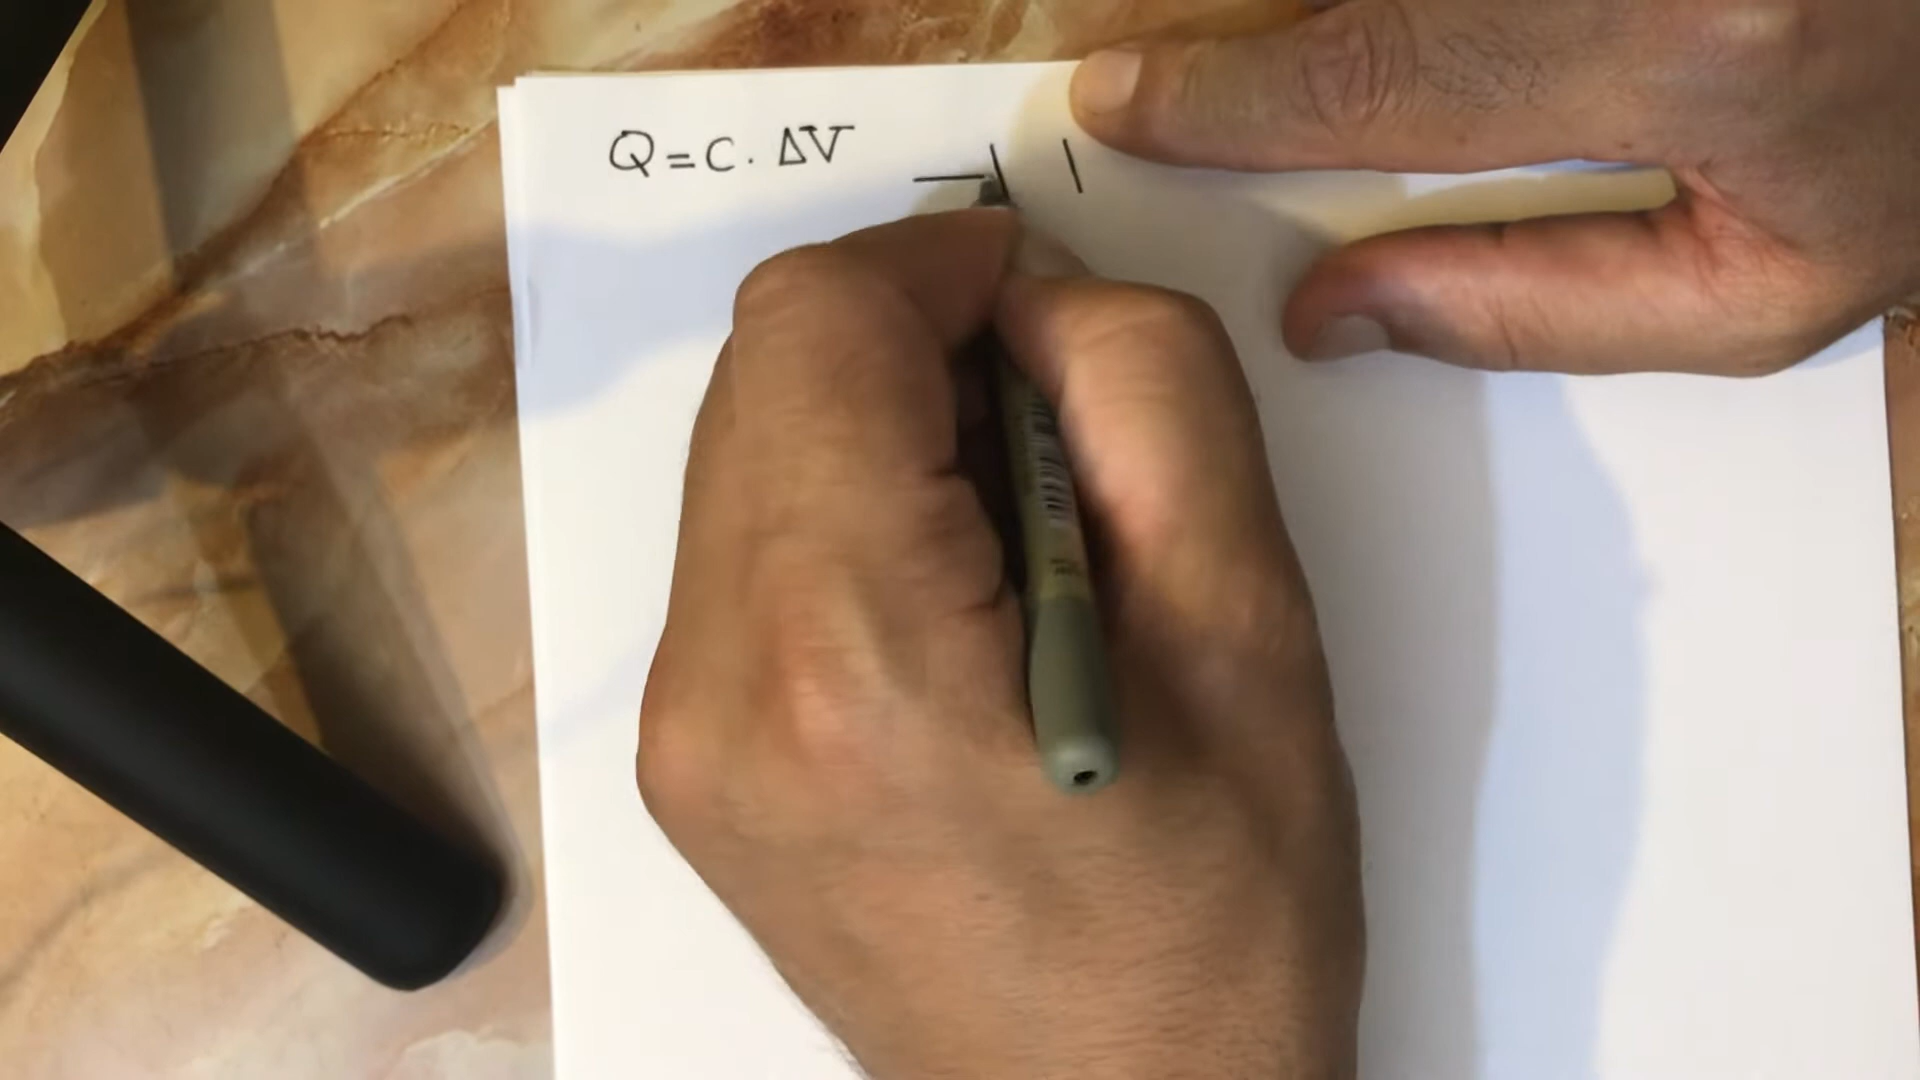 Q = C . ΔV